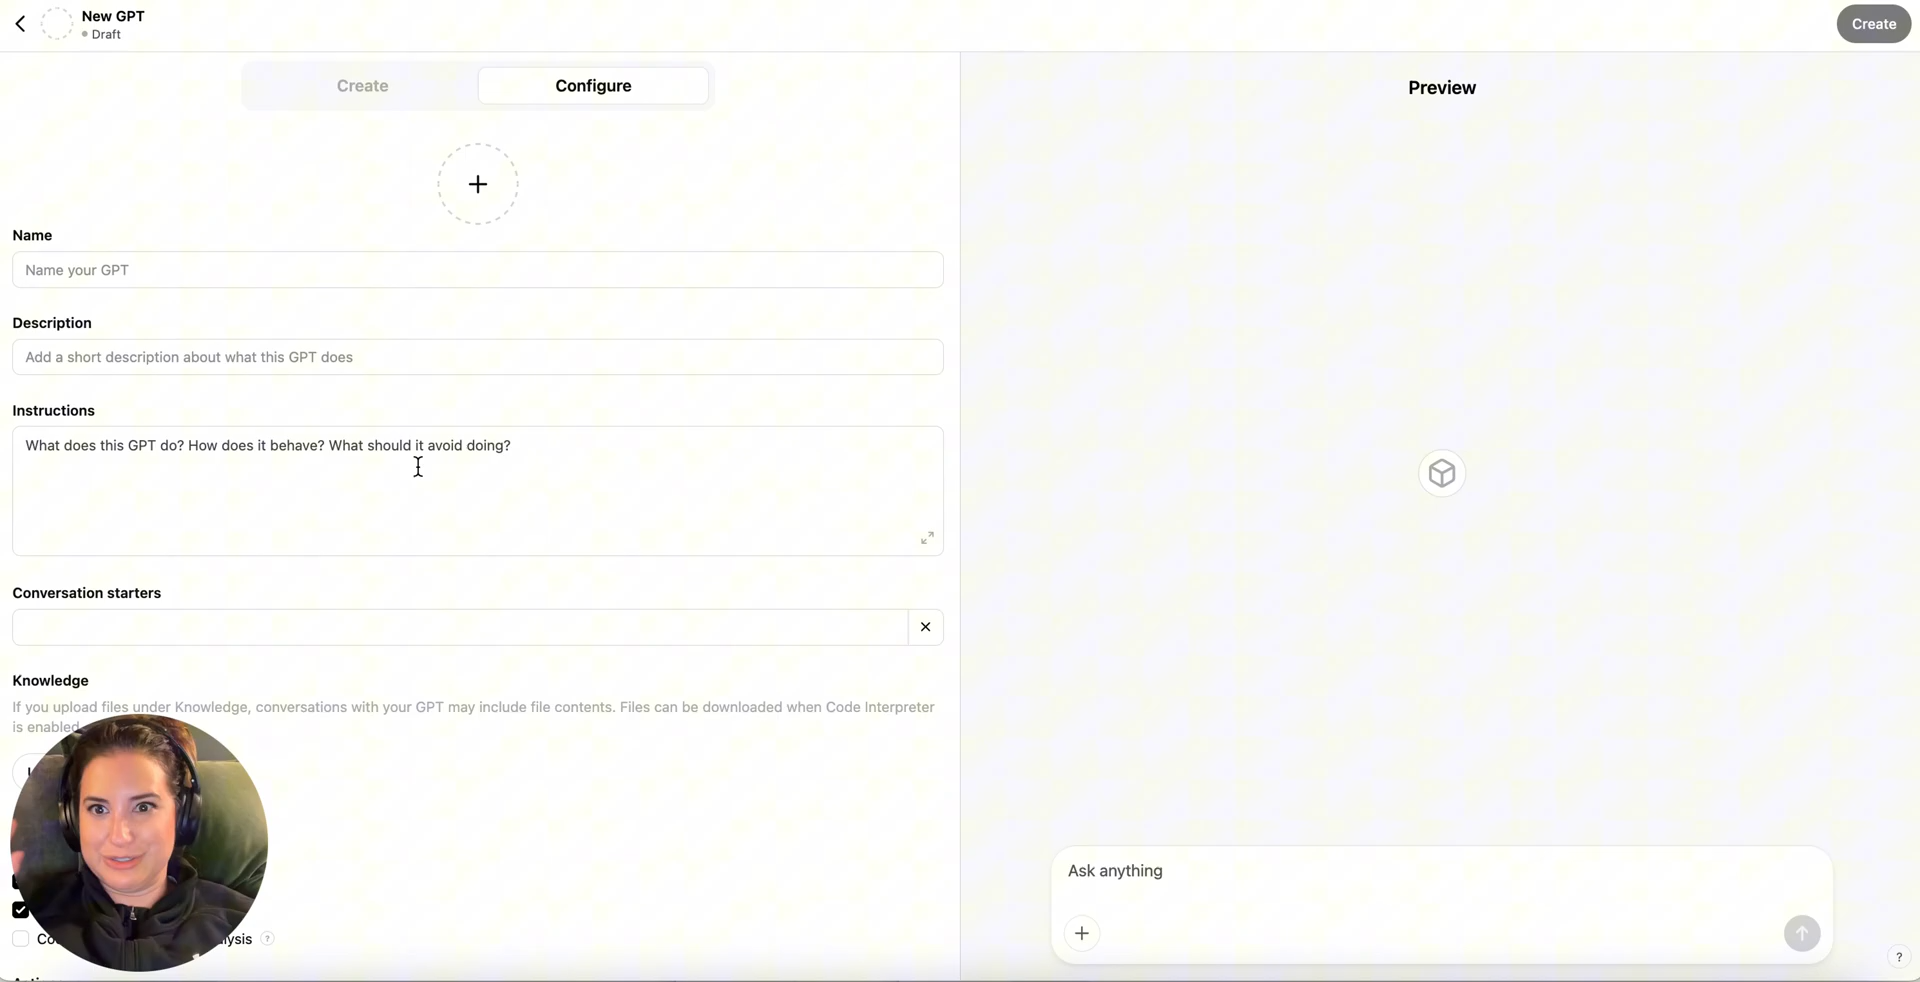 New GPT
Draft
Create
Create
Configure
Preview
Name
Name your GPT
Description
Add a short description about what this GPT does
Instructions
What does this GPT do? How does it behave? What should it avoid doing?
Conversation starters
Knowledge
If you upload files under Knowledge, conversations with your GPT may include file contents. Files can be downloaded when Code Interpreter
is enabled
Ask anything
?
?